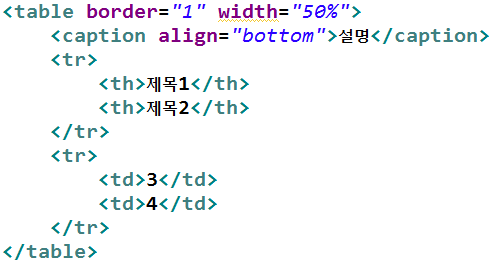 <table border="1" width="50%">
<caption align="bottom">설명</caption>
<tr>
<th>제목1</th>
<th>제목2</th>
</tr>
<tr>
<td>3</td>
<td>4</td>
</tr>
</table>